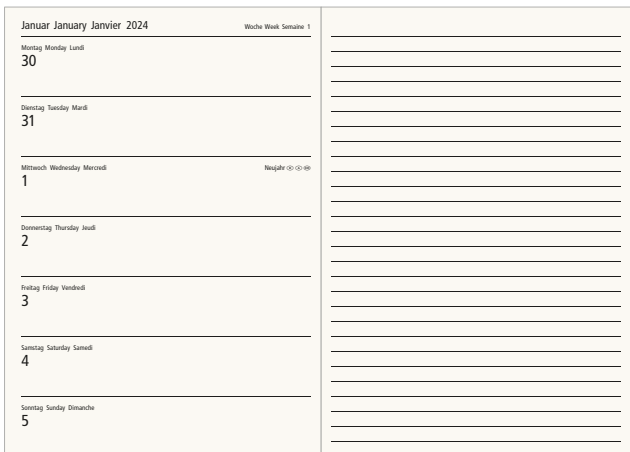 Januar January Janvier 2024
Woche Week Semaine 1
Montag Monday Lundi
30
Dienstag Tuesday Mardi
31
Mittwoch Wednesday Mercredi
Neujahr
1
Donnerstag Thursday Jeudi
2
Freitag Friday Vendredi
3
Samstag Saturday Samedi
4
Sonntag Sunday Dimanche
5